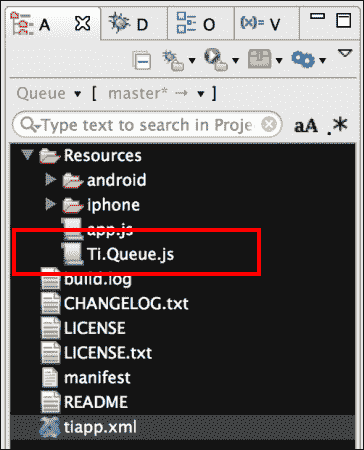 A D O (x)= V
Queue [ master* → ]
Type text to search in Proje aA .*
Resources
android
iphone
app.js
Ti.Queue.js
build.log
CHANGELOG.txt
LICENSE
LICENSE.txt
manifest
README
tiapp.xml